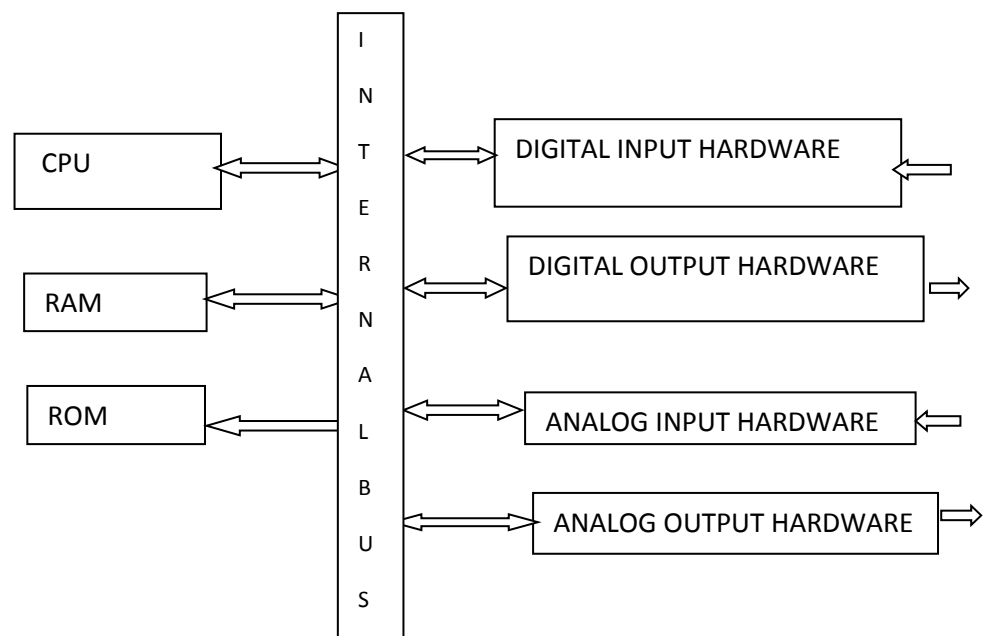 CPU
RAM
ROM
I
N
T
E
R
N
A
L
B
U
S
DIGITAL INPUT HARDWARE
DIGITAL OUTPUT HARDWARE
ANALOG INPUT HARDWARE
ANALOG OUTPUT HARDWARE